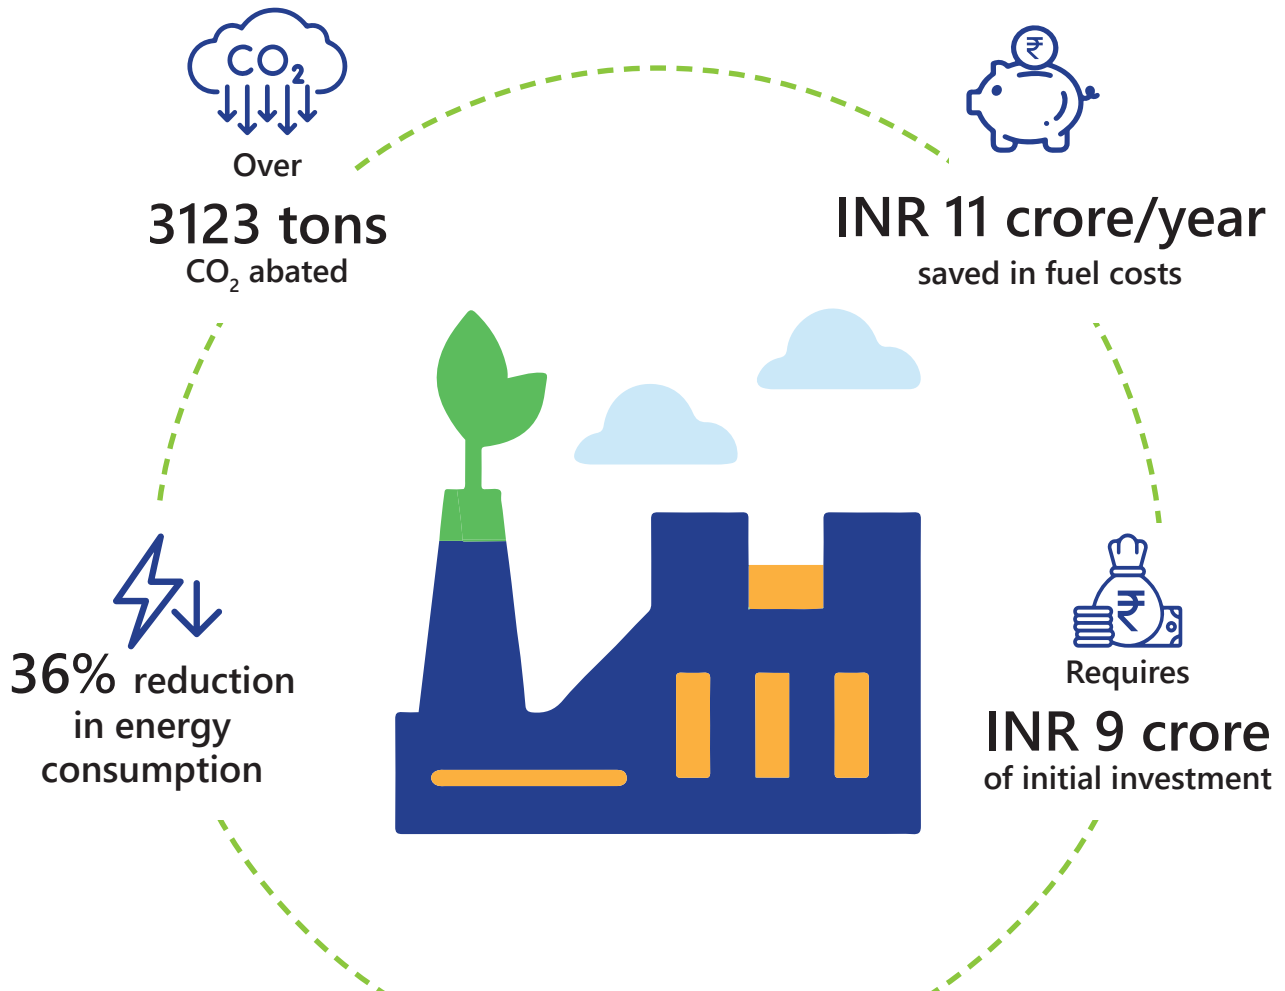 CO₂
Over
3123 tons
CO₂ abated
₹
INR 11 crore/year
saved in fuel costs
36% reduction
in energy
consumption
₹
Requires
INR 9 crore
of initial investment